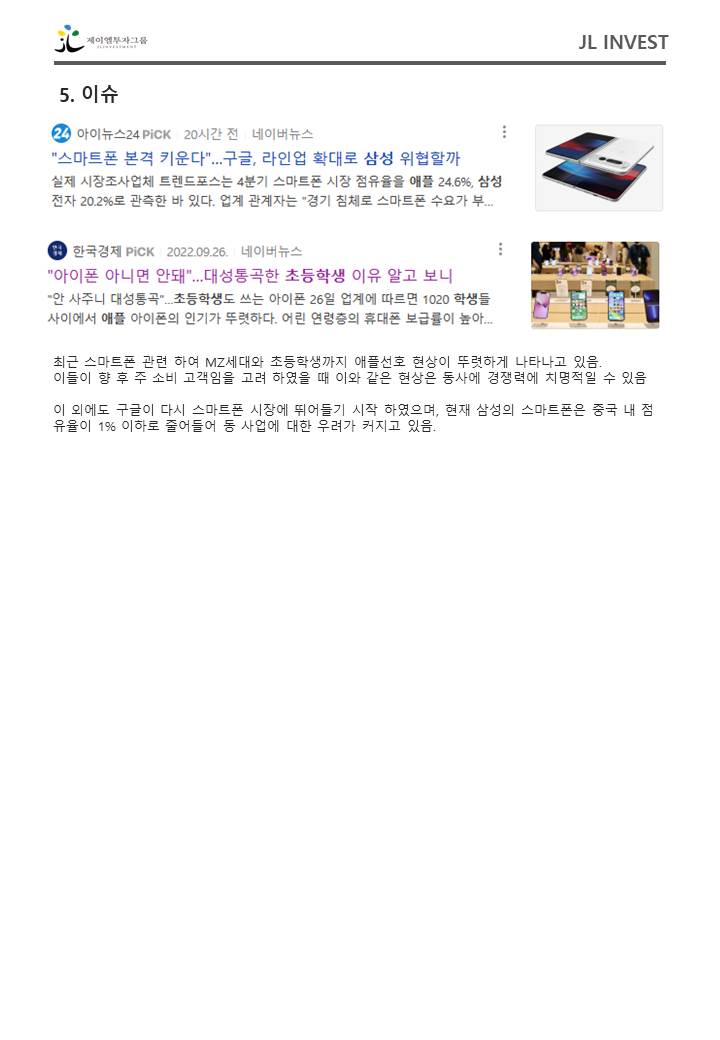 제이엘투자그룹
JL INVESTMENT
JL INVEST
5. 이슈
24 아이뉴스24 PiCK 20시간 전 네이버뉴스
"스마트폰 본격 키운다"...구글, 라인업 확대로 삼성 위협할까
실제 시장조사업체 트렌드포스는 4분기 스마트폰 시장 점유율을 애플 24.6%, 삼성
전자 20.2%로 관측한 바 있다. 업계 관계자는 "경기 침체로 스마트폰 수요가 부...
한국경제 한국경제 PiCK 2022.09.26. 네이버뉴스
"아이폰 아니면 안돼"...대성통곡한 초등학생 이유 알고 보니
"안 사주니 대성통곡"...초등학생도 쓰는 아이폰 26일 업계에 따르면 1020 학생들
사이에서 애플 아이폰의 인기가 뚜렷하다. 어린 연령층의 휴대폰 보급률이 높아...
최근 스마트폰 관련 하여 MZ세대와 초등학생까지 애플선호 현상이 뚜렷하게 나타나고 있음.
이들이 향 후 주 소비 고객임을 고려 하였을 때 이와 같은 현상은 동사에 경쟁력에 치명적일 수 있음
이 외에도 구글이 다시 스마트폰 시장에 뛰어들기 시작 하였으며, 현재 삼성의 스마트폰은 중국 내 점
유율이 1% 이하로 줄어들어 동 사업에 대한 우려가 커지고 있음.